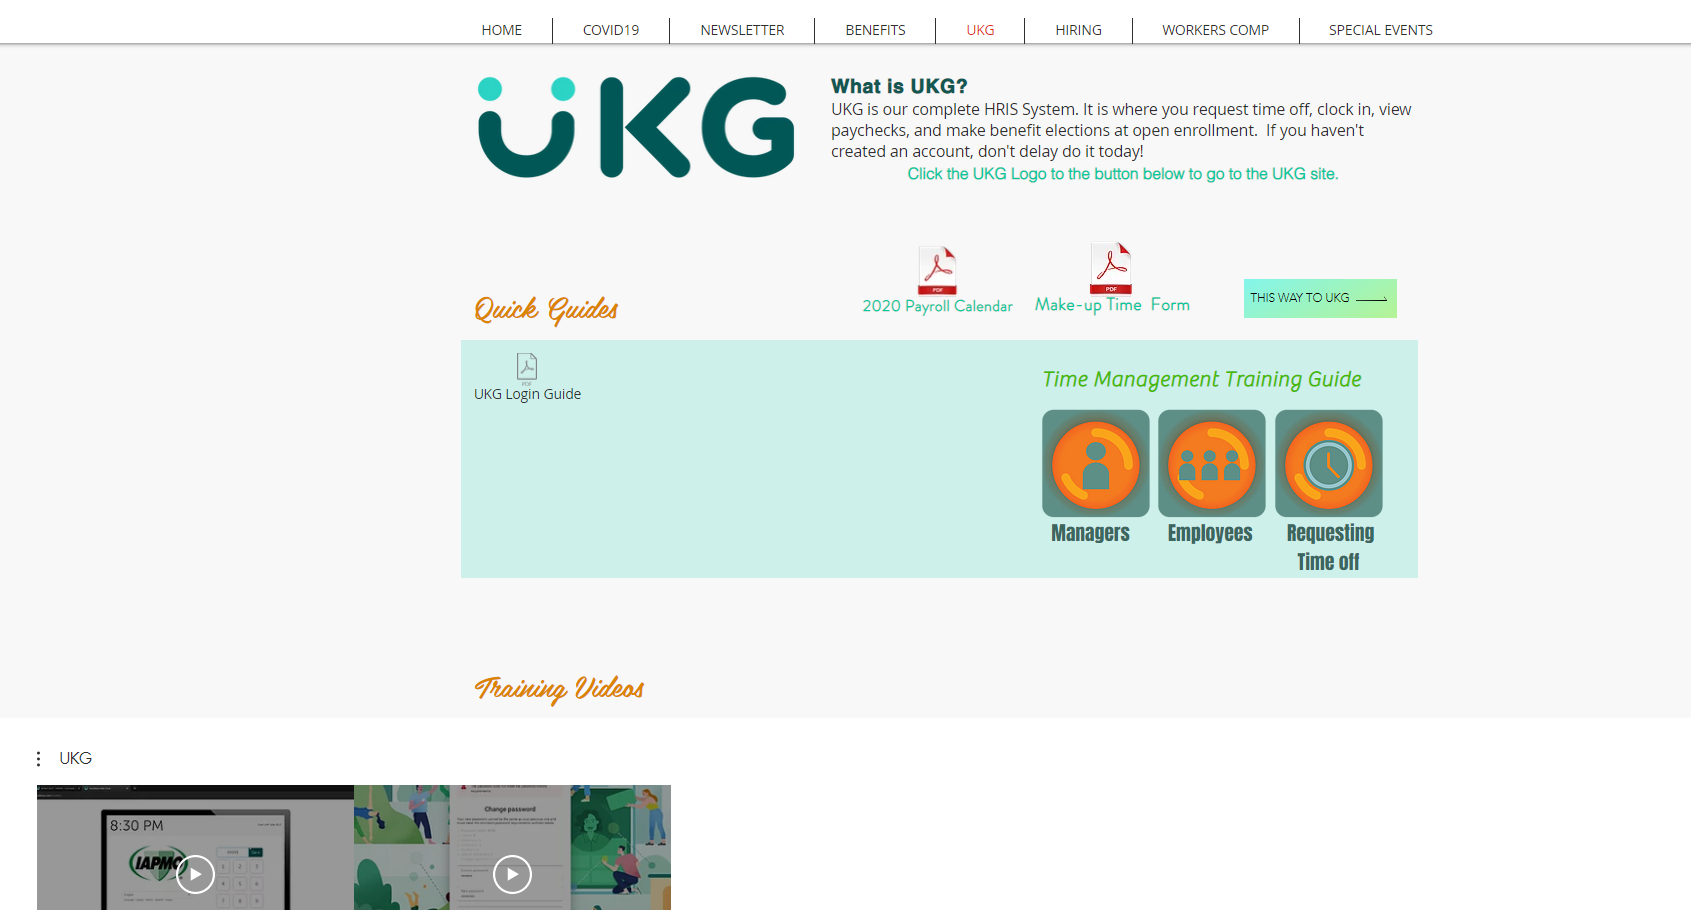 HOME
COVID19
NEWSLETTER
BENEFITS
UKG
HIRING
WORKERS COMP
SPECIAL EVENTS
UKG
What is UKG?
UKG is our complete HRIS System. It is where you request time off, clock in, view
paychecks, and make benefit elections at open enrollment.  If you haven't
created an account, don't delay do it today!
Click the UKG Logo to the button below to go to the UKG site.
PDF
2020 Payroll Calendar
PDF
Make-up Time  Form
THIS WAY TO UKG
Quick Guides
PDF
UKG Login Guide
Time Management Training Guide
Managers
Employees
Requesting
Time off
Training Videos
UKG
8:30 PM
IAPMO
Change password